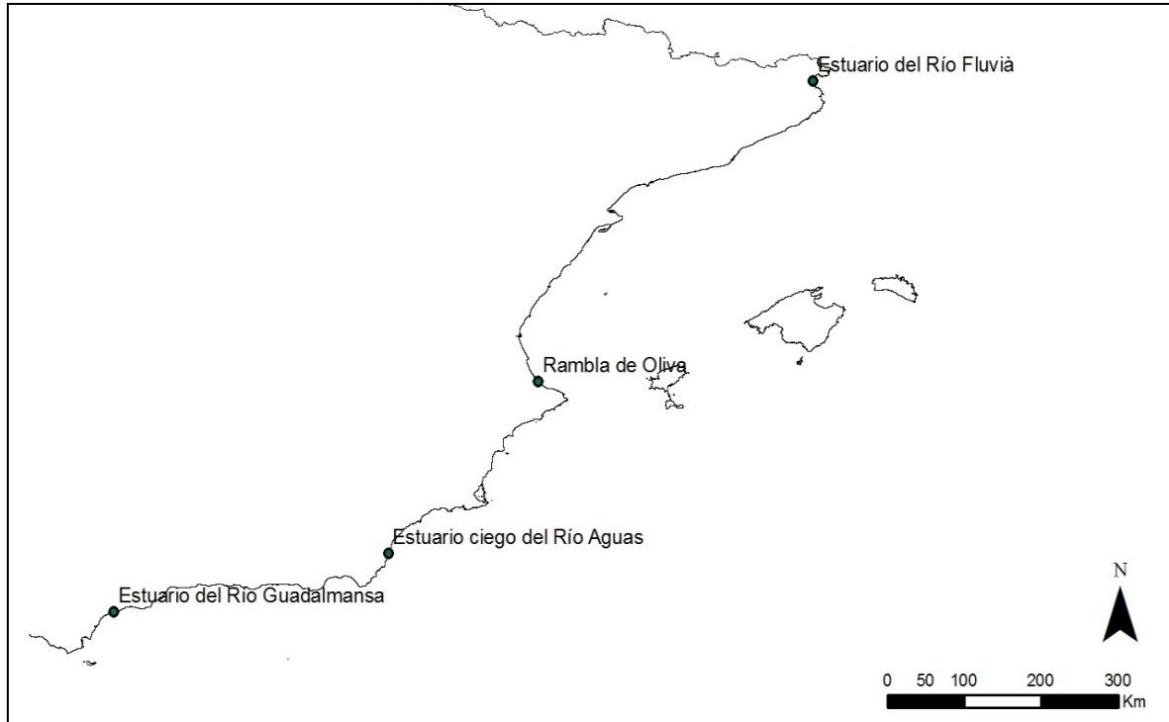 Estuario del Río Fluvià
Rambla de Oliva
Estuario ciego del Río Aguas
Estuario del Río Guadalmansa
N
0 50 100 200 300
Km